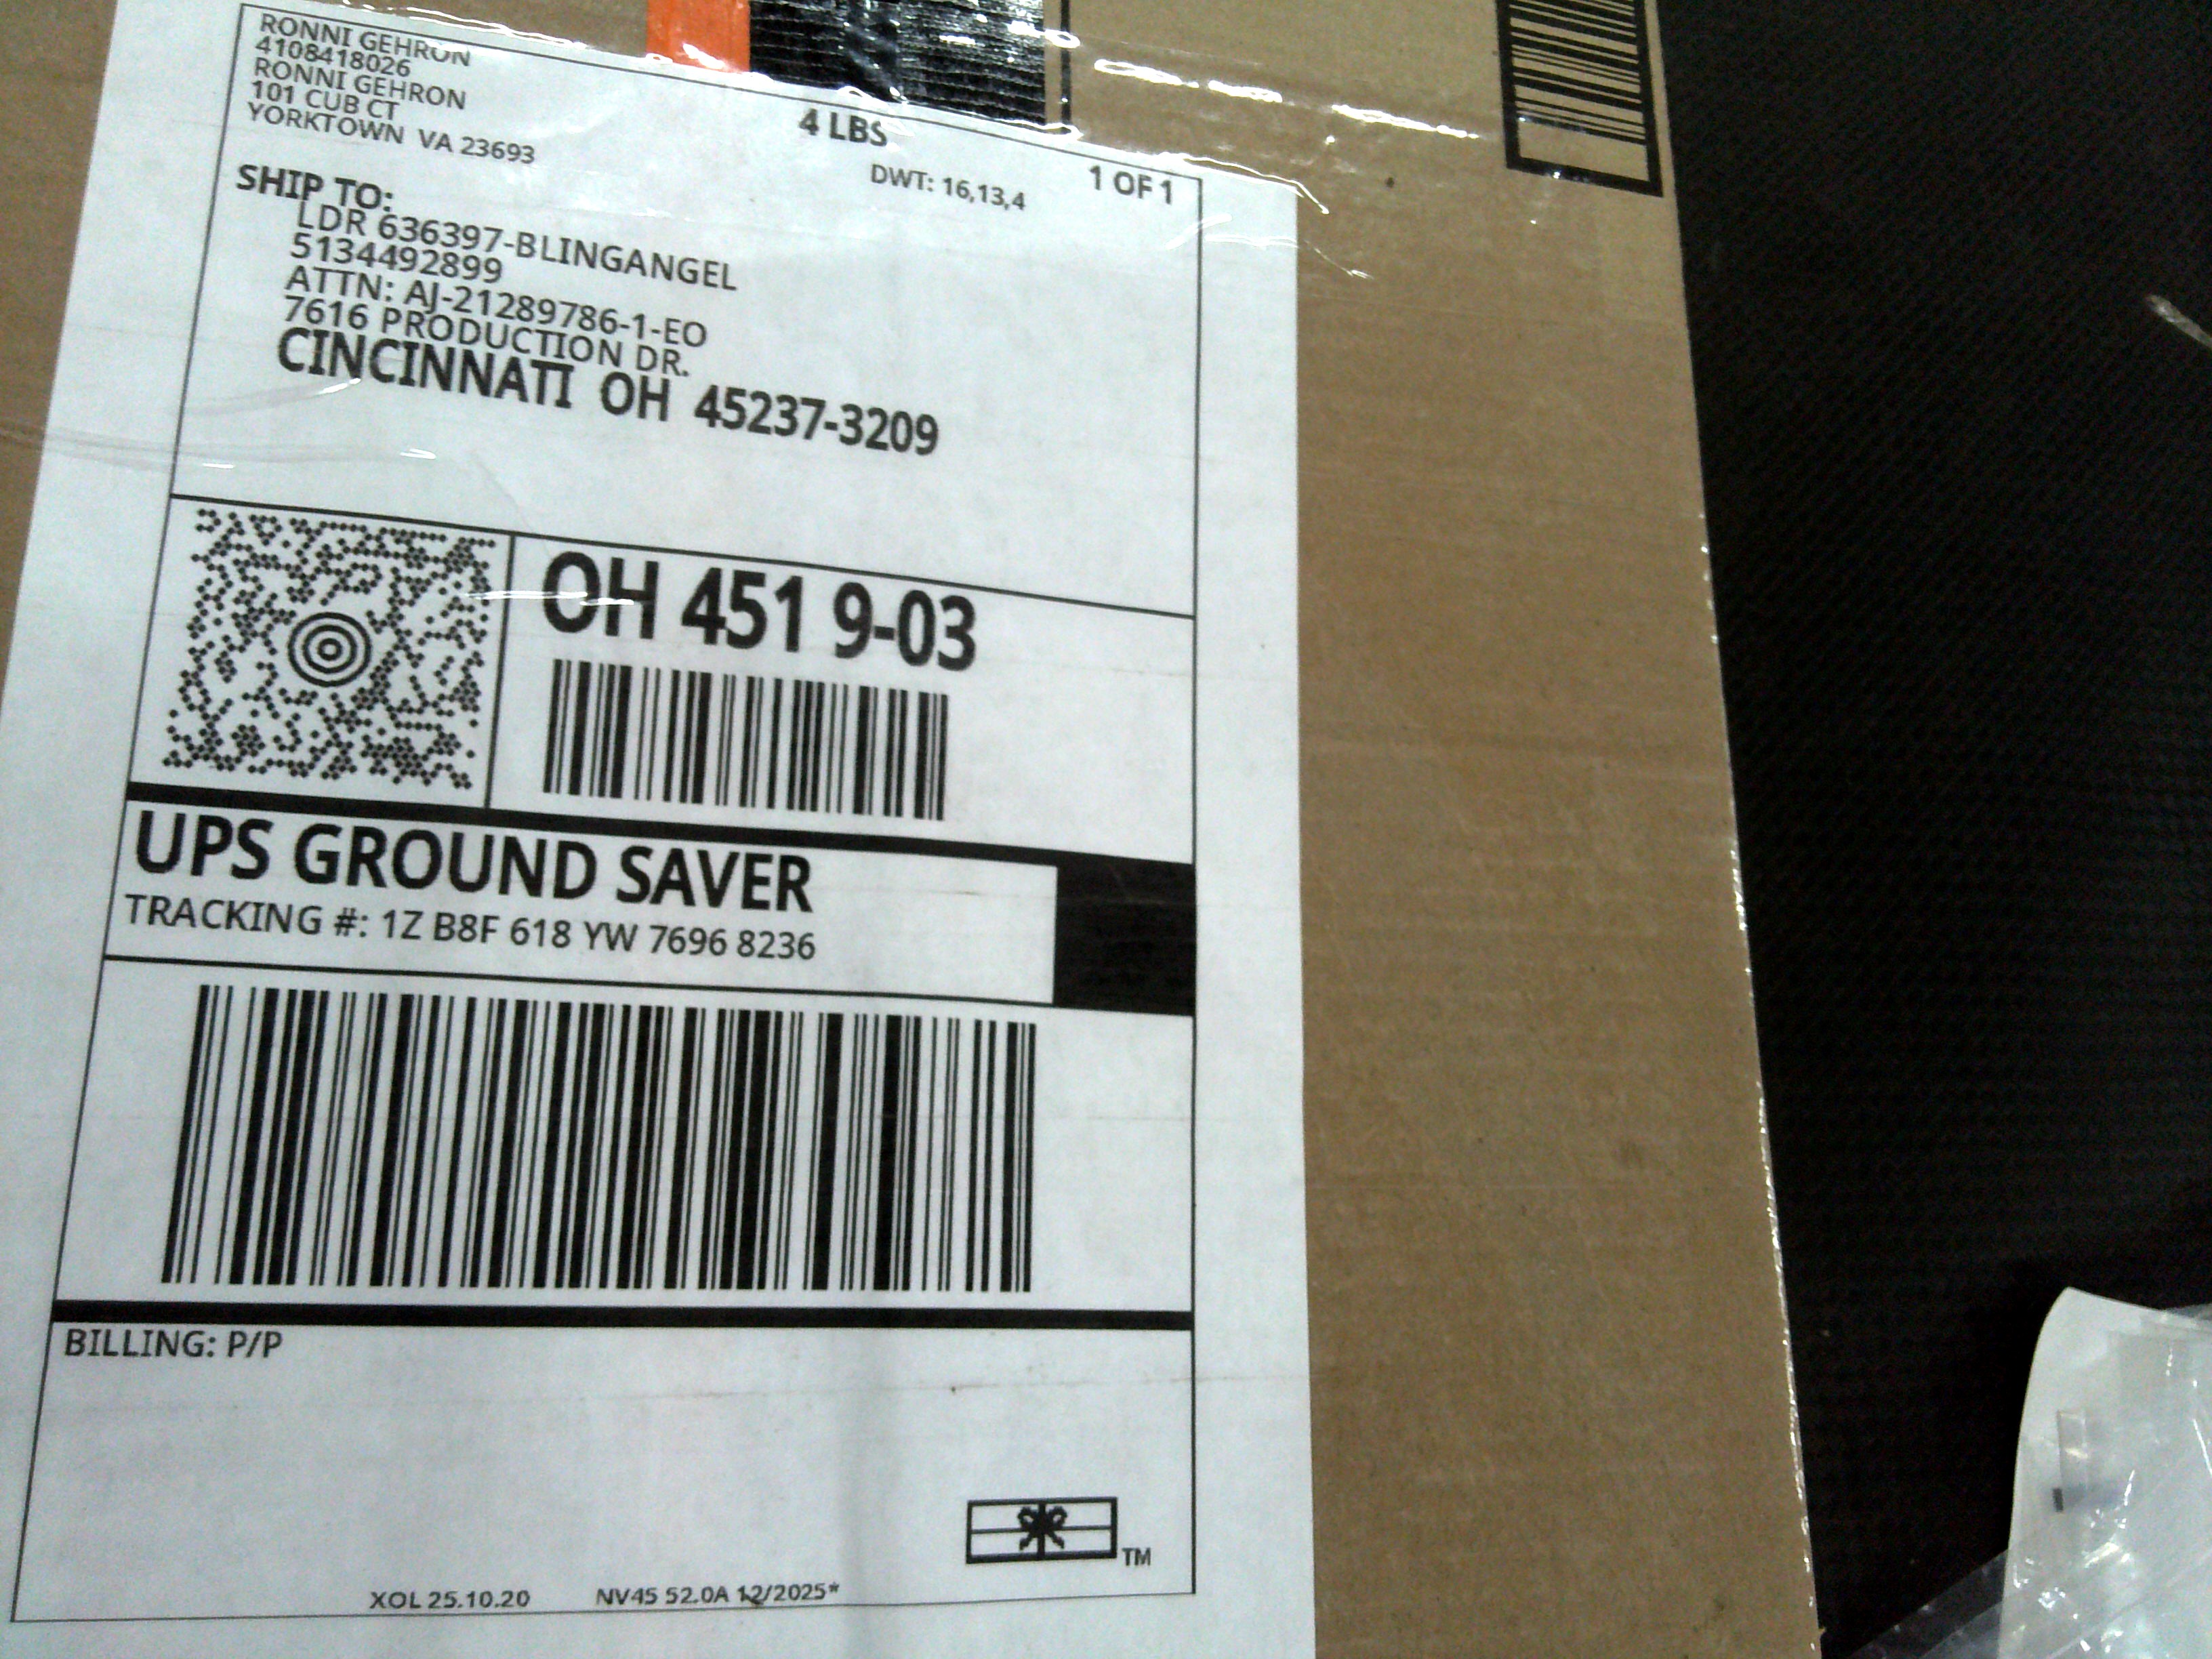 RONNI GEHRON
4108418026
RONNI GEHRON
101 CUB CT
YORKTOWN VA 23693
4 LBS
1 OF 1
DWT: 16,13,4
SHIP TO:
LDR 636397-BLINGANGEL
5134492899
ATTN: AJ-21289786-1-EO
7616 PRODUCTION DR.
CINCINNATI OH 45237-3209
OH 451 9-03
UPS GROUND SAVER
TRACKING #: 1Z B8F 618 YW 7696 8236
BILLING: P/P
TM
XOL 25.10.20 NV45 52.0A 12/2025*